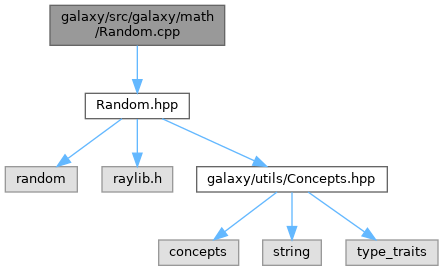 galaxy/src/galaxy/math
/Random.cpp
Random.hpp
random
raylib.h
galaxy/utils/Concepts.hpp
concepts
string
type_traits